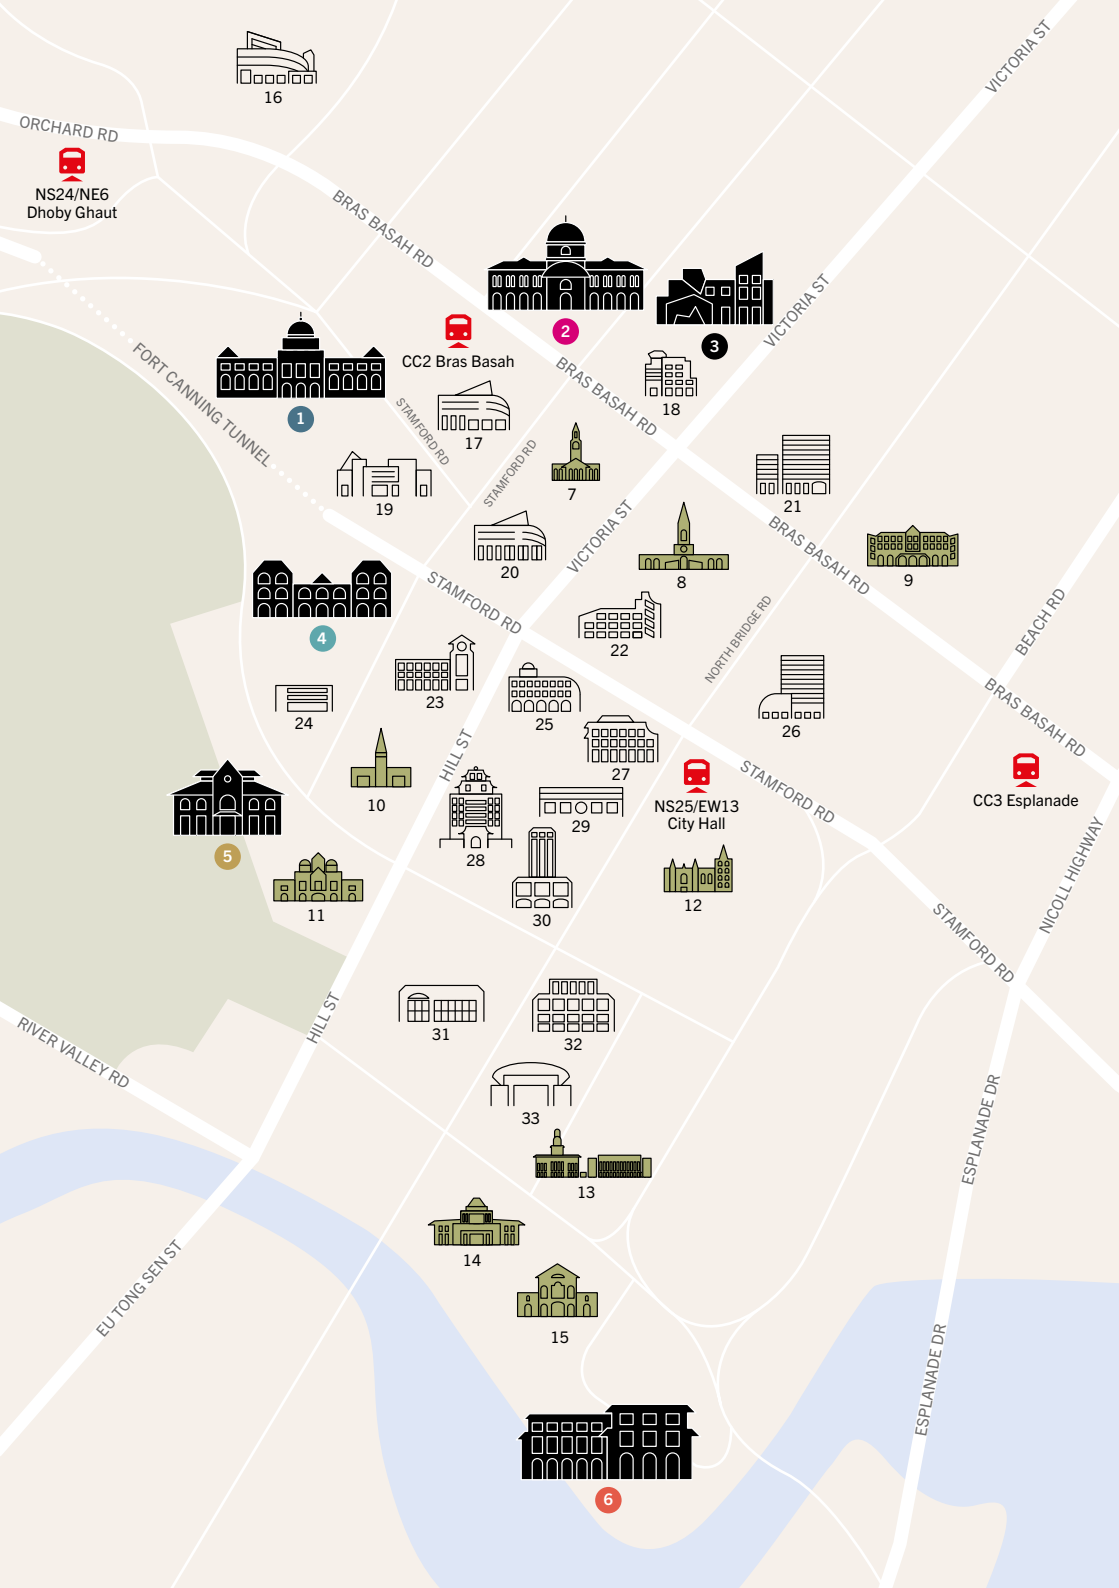 VICTORIA ST
16
ORCHARD RD
NS24/NE6
Dhoby Ghaut
BRAS BASAH RD
VICTORIA ST
2
3
CC2 Bras Basah
FORT CANNING TUNNEL
1
BRAS BASAH RD
18
STAMFORD RD
17
STAMFORD RD
7
19
21
VICTORIA ST
BRAS BASAH RD
20
8
9
STAMFORD RD
BEACH RD
4
22
NORTH BRIDGE RD
23
24
25
26
BRAS BASAH RD
HILL ST
27
10
STAMFORD RD
NS25/EW13
City Hall
CC3 Esplanade
29
28
5
NICOLL HIGHWAY
11
30
12
STAMFORD RD
HILL ST
31
32
RIVER VALLEY RD
33
ESPLANADE DR
13
14
EU TONG SEN ST
15
ESPLANADE DR
6